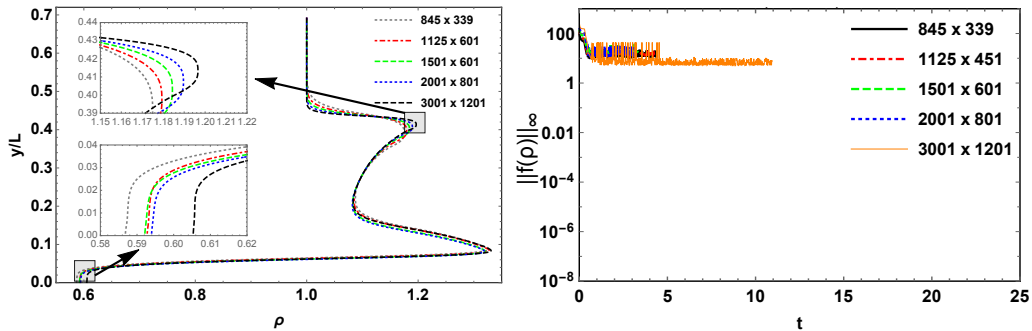 0.7
0.6
0.5
0.4
0.3
0.2
0.1
0.0
y/L
0.6
0.8
1.0
1.2
ρ
0.44
0.43
0.42
0.41
0.40
0.39
1.15 1.16 1.17 1.18 1.19 1.20 1.21 1.22
0.04
0.03
0.02
0.01
0.00
0.58 0.59 0.60 0.61 0.62
845 x 339
1125 x 601
1501 x 601
2001 x 801
3001 x 1201
100
1
0.01
10⁻⁴
10⁻⁶
10⁻⁸
||f(ρ)||∞
0 5 10 15 20 25
t
845 x 339
1125 x 451
1501 x 601
2001 x 801
3001 x 1201